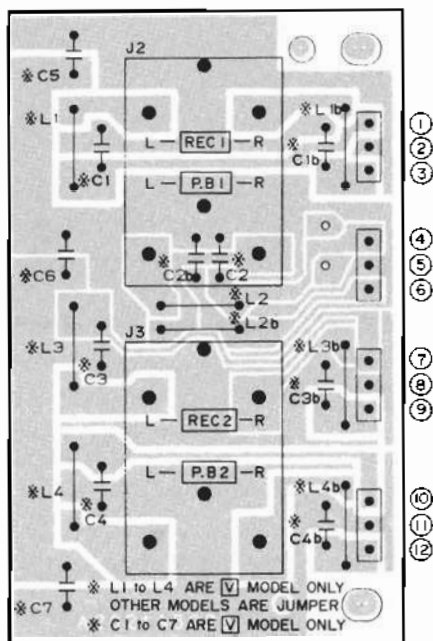 J2
※C5
※L1
※L1b
①
L—REC1—R
②
※C1
※C1b
L—P.B1—R
③
④
⑤
※C2b
※C2
※C6
⑥
※L2
※L2b
J3
※L3
※L3b
⑦
※C3
⑧
※C3b
L—REC2—R
⑨
L—P.B2—R
※L4
※L4b
⑩
※C4
⑪
※C4b
⑫
※C7
※ L1 to L4 ARE V MODEL ONLY
OTHER MODELS ARE JUMPER
※ C1 to C7 ARE V MODEL ONLY